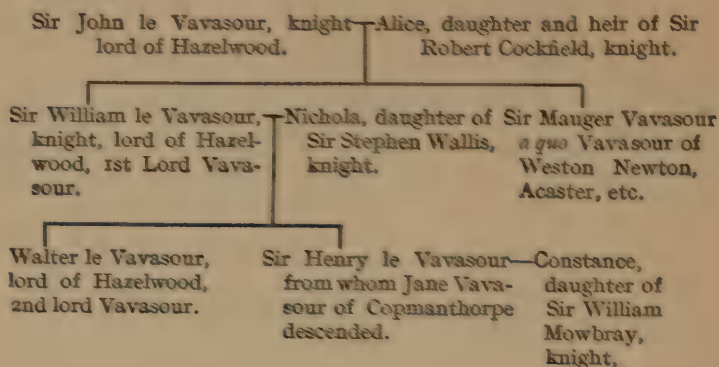 Sir John le Vavasour, knight
lord of Hazelwood.
Alice, daughter and heir of Sir
Robert Cockfield, knight.
Sir William le Vavasour,
knight, lord of Hazel-
wood, 1st Lord Vava-
sour.
Nichola, daughter of
Sir Stephen Wallis,
knight.
Sir Mauger Vavasour
a quo Vavasour of
Weston Newton,
Acaster, etc.
Walter le Vavasour,
lord of Hazelwood,
2nd lord Vavasour.
Sir Henry le Vavasour
from whom Jane Vava-
sour of Copmanthorpe
descended.
Constance,
daughter of
Sir William
Mowbray,
knight,